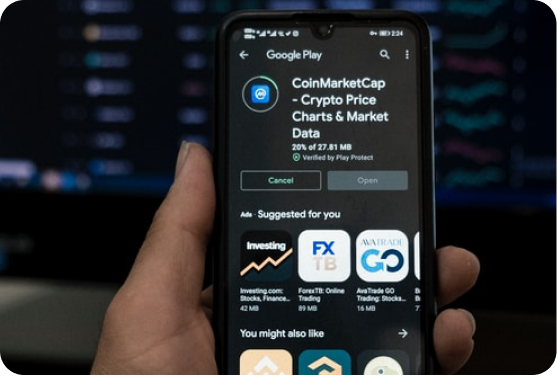 2:24
Google Play
CoinMarketCap
- Crypto Price
Charts & Market
Data
20% of 27.81 MB
Verified by Play Protect
Cancel
Open
Ads · Suggested for you
Investing
FX
TB
AVATRADE
GO
Investing.com: ForexTB: Online AvaTrade GO
Stocks, Finance... Trading Trading: Stocks...
42 MB 89 MB 16 MB
You might also like